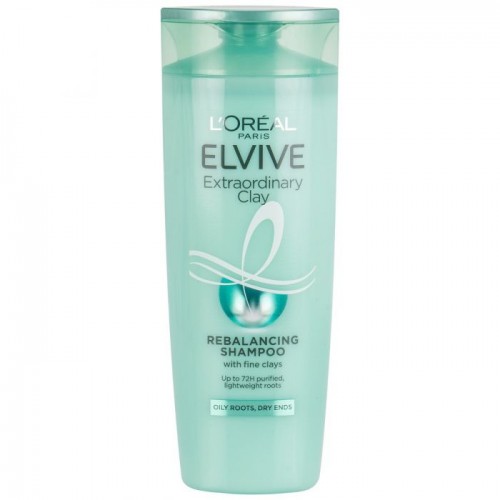 L'ORÉAL
PARIS
ELVIVE
Extraordinary
Clay
REBALANCING
SHAMPOO
with fine clays
Up to 72H purified,
lightweight roots
OILY ROOTS, DRY ENDS